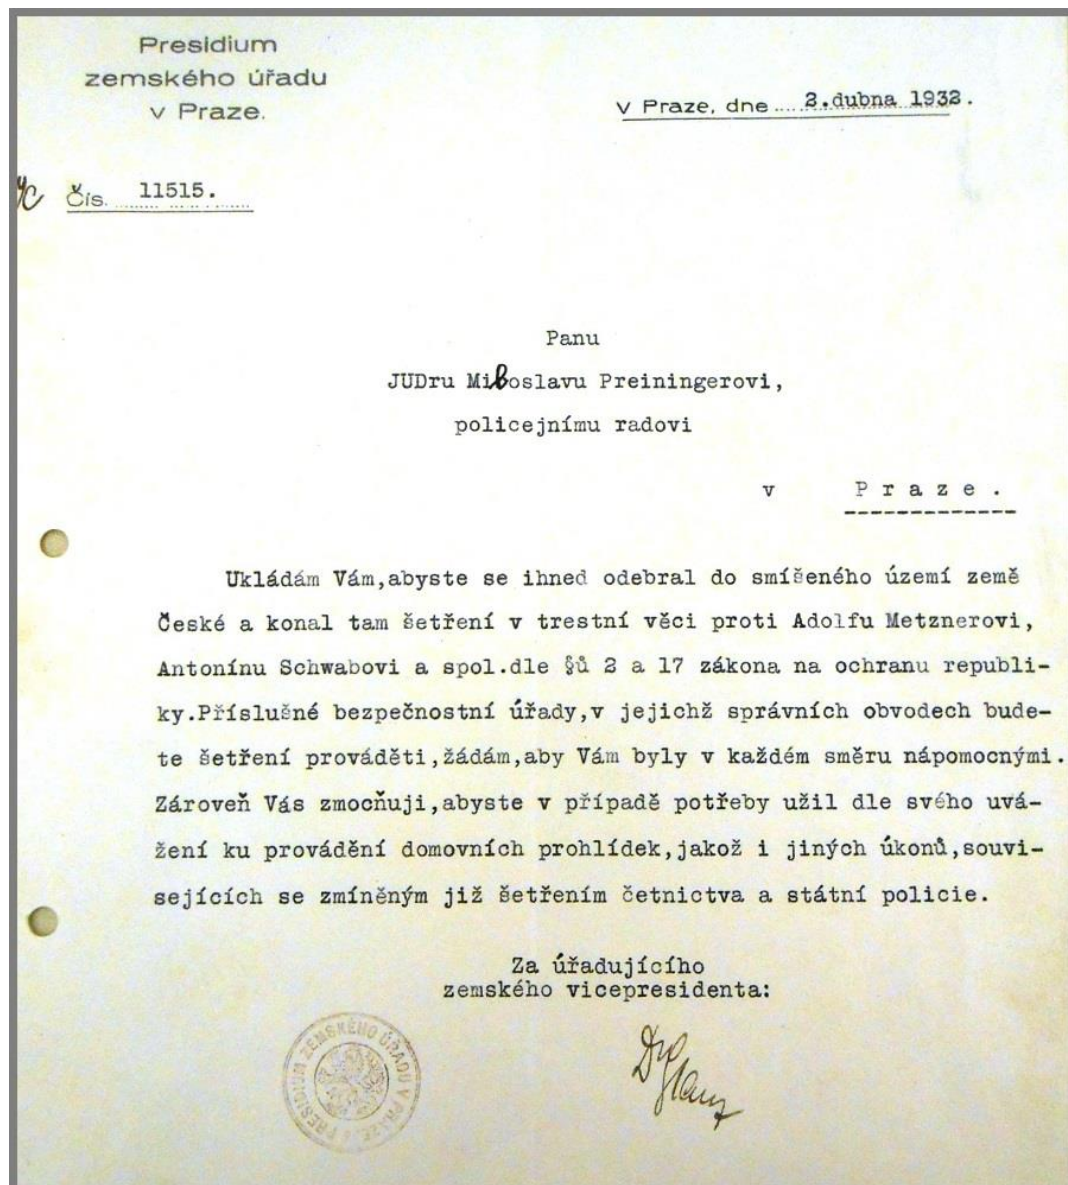 Presidium
zemského úřadu
v Praze.
V Praze, dne 2.dubna 1932.
Čís. 11515.
Panu
JUDru Miloslavu Preiningerovi,
policejnímu radovi
v Praze.
Ukládám Vám,abyste se ihned odebral do smíšeného území země
České a konal tam šetření v trestní věci proti Adolfu Metznerovi,
Antonínu Schwabovi a spol.dle §ů 2 a 17 zákona na ochranu republi-
ky.Příslušné bezpečnostní úřady,v jejichž správních obvodech bude-
te šetření prováděti,žádám,aby Vám byly v každém směru nápomocnými.
Zároveň Vás zmocňuji,abyste v případě potřeby užil dle svého uvá-
žení ku provádění domovních prohlídek,jakož i jiných úkonů,souvi-
sejících se zmíněným již šetřením četnictva a státní policie.
Za úřadujícího
zemského vicepresidenta:
PRESIDIUM ZEMSKÉHO ÚŘADU V PRAZE